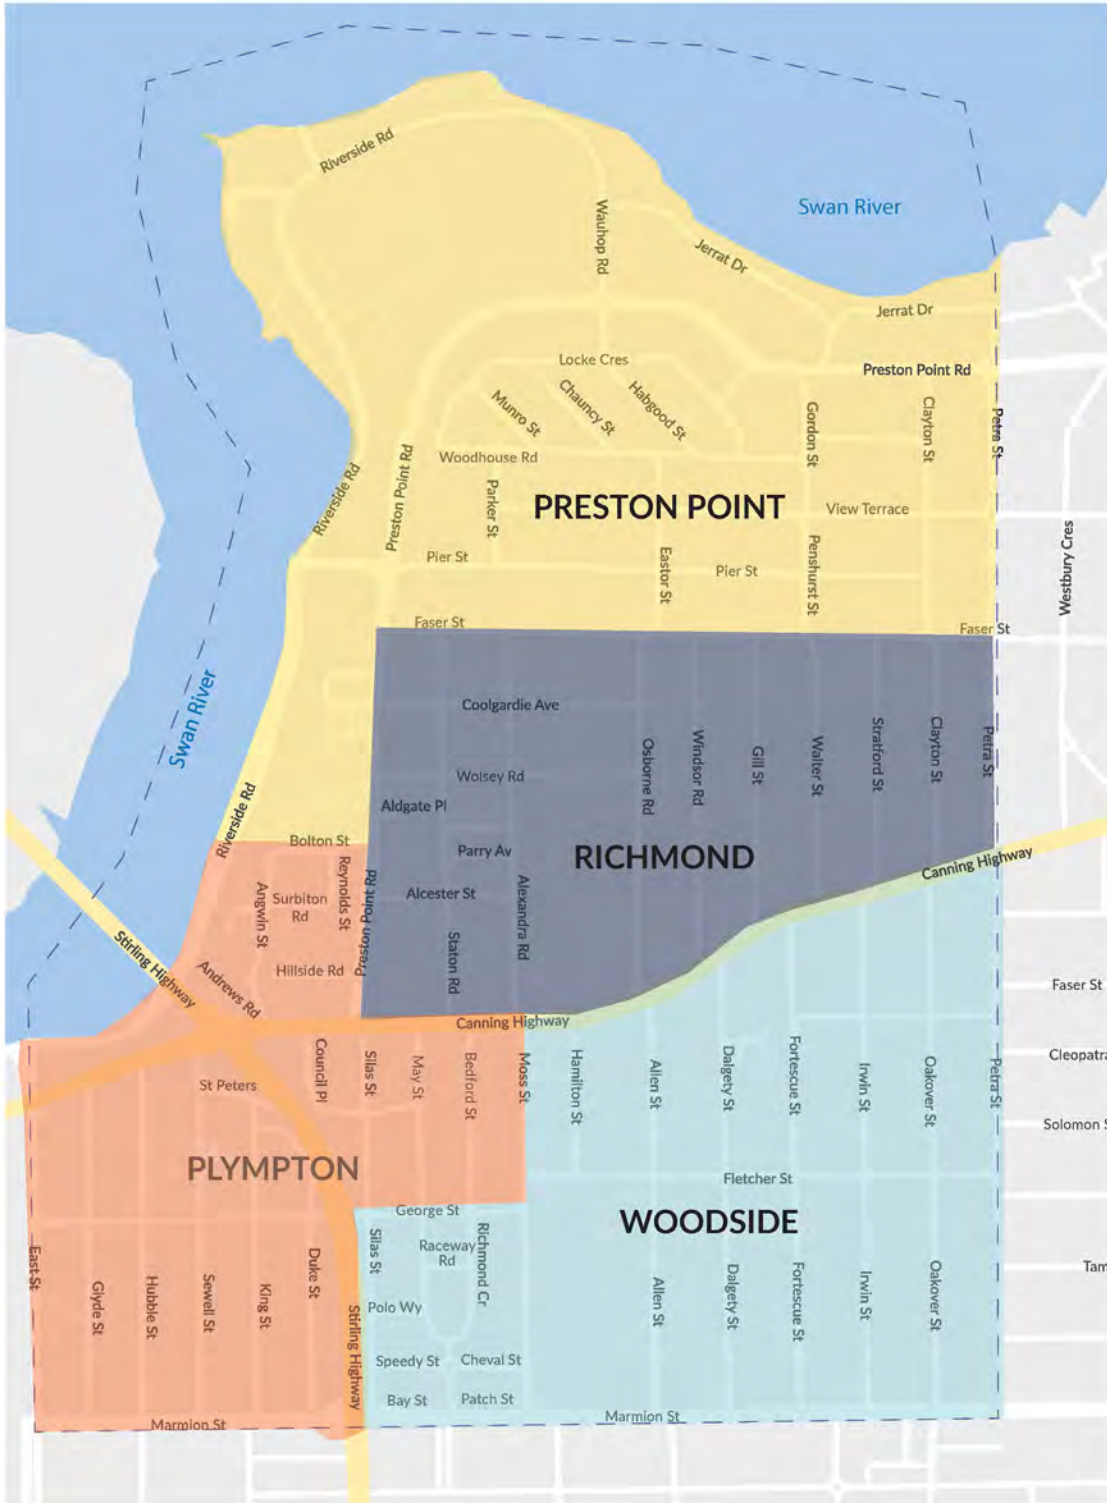 Riverside Rd
Swan River
Wauhop Rd
Jerrat Dr
Jerrat Dr
Locke Cres
Preston Point Rd
Munro St
Chauncy St
Habgood St
Gordon St
Clayton St
Petra St
Woodhouse Rd
Riverside Rd
Preston Point Rd
Parker St
PRESTON POINT
View Terrace
Westbury Cres
Pier St
Eastor St
Pier St
Penshurst St
Faser St
Faser St
Swan River
Coolgardie Ave
Osborne Rd
Windsor Rd
Gill St
Walter St
Stratford St
Clayton St
Petra St
Wolsey Rd
Aldgate Pl
Riverside Rd
Bolton St
Parry Av
RICHMOND
Canning Highway
Reynolds St
Angwin St
Surbiton
Rd
Preston Point Rd
Alcester St
Alexandra Rd
Staton Rd
Stirling Highway
Andrews Rd
Hillside Rd
Faser St
Canning Highway
Council Pl
Silas St
May St
Bedford St
Moss St
Hamilton St
Allen St
Dalgety St
Fortescue St
Irwin St
Oakover St
Petra St
Cleopatra
St Peters
Solomon S
PLYMPTON
Fletcher St
George St
WOODSIDE
East St
Glyde St
Hubble St
Sewell St
King St
Duke St
Silas St
Raceway
Rd
Richmond Cr
Allen St
Dalgety St
Fortescue St
Irwin St
Oakover St
Tam
Polo Wy
Stirling Highway
Speedy St
Cheval St
Bay St
Patch St
Marmion St
Marmion St